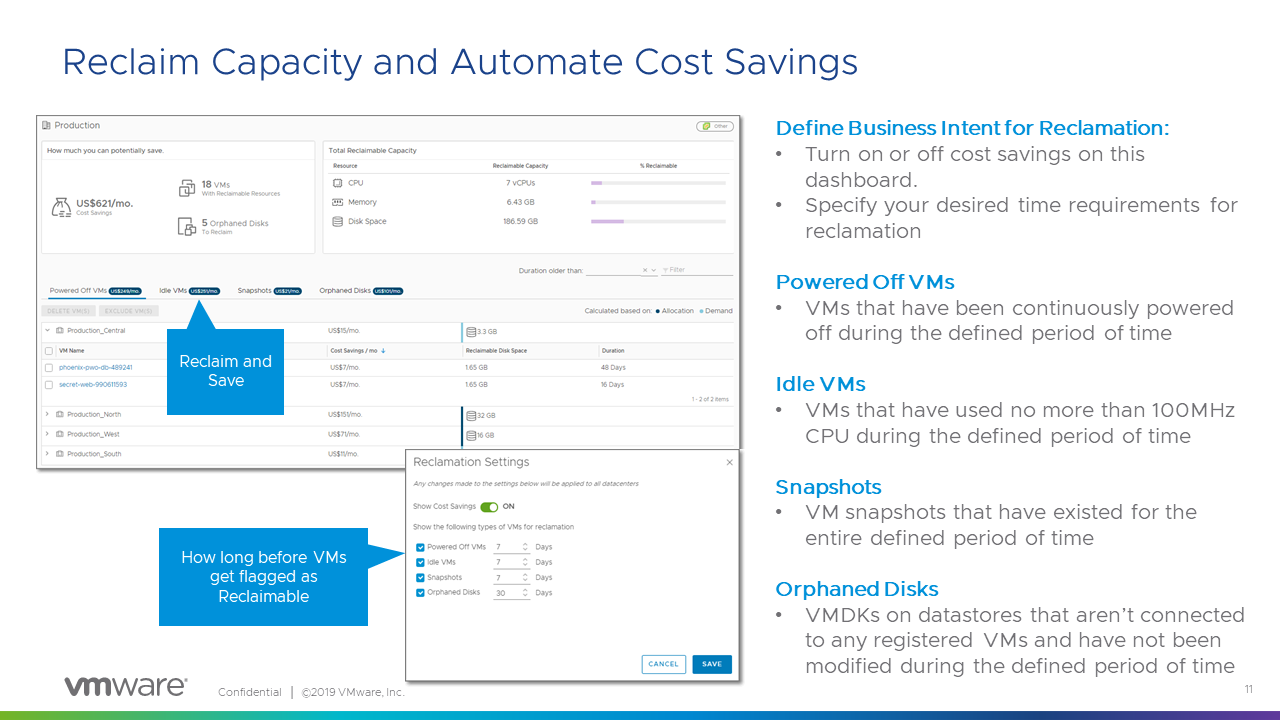 Reclaim Capacity and Automate Cost Savings
Production
Other
How much you can potentially save.
US$621/mo.
Cost Savings
18 VMs
With Reclaimable Resources
5 Orphaned Disks
To Reclaim
Total Reclaimable Capacity
Resource Reclaimable Capacity % Reclaimable
CPU 7 vCPUs
Memory 6.43 GB
Disk Space 186.59 GB
Duration older than: Filter
Powered Off VMs US$249/mo. Idle VMs US$251/mo. Snapshots US$21/mo. Orphaned Disks US$101/mo.
DELETE VM(S) EXCLUDE VM(S) Calculated based on: Allocation Demand
Production_Central US$15/mo. 3.3 GB
VM Name Cost Savings / mo ↓ Reclaimable Disk Space Duration
phoenix-pwo-db-489241 US$7/mo. 1.65 GB 48 Days
secret-web-990611593 US$7/mo. 1.65 GB 16 Days
1 - 2 of 2 items
Production_North US$151/mo. 32 GB
Production_West US$71/mo. 16 GB
Production_South US$11/mo.
Reclaim and
Save
Reclamation Settings
Any changes made to the settings below will be applied to all datacenters
Show Cost Savings ON
Show the following types of VMs for reclamation
Powered Off VMs 7 Days
Idle VMs 7 Days
Snapshots 7 Days
Orphaned Disks 30 Days
CANCEL SAVE
How long before VMs
get flagged as
Reclaimable
Define Business Intent for Reclamation:
• Turn on or off cost savings on this
dashboard.
• Specify your desired time requirements for
reclamation
Powered Off VMs
• VMs that have been continuously powered
off during the defined period of time
Idle VMs
• VMs that have used no more than 100MHz
CPU during the defined period of time
Snapshots
• VM snapshots that have existed for the
entire defined period of time
Orphaned Disks
• VMDKs on datastores that aren’t connected
to any registered VMs and have not been
modified during the defined period of time
vmware®
Confidential | ©2019 VMware, Inc.
11